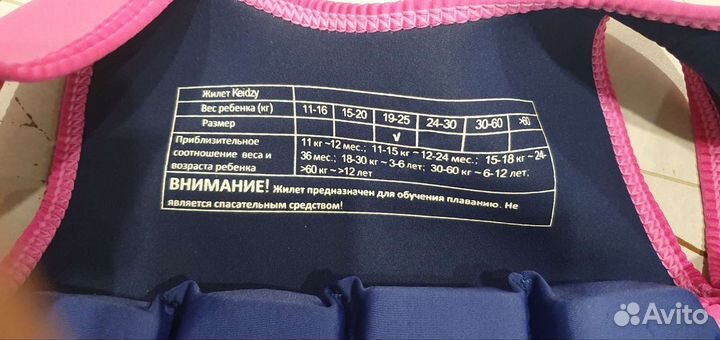 Жилет Keidzy
Вес ребенка (кг) 11-16 15-20 19-25 24-30 30-60 >60
Размер √
Приблизительное соотношение веса и возраста ребенка
11 кг ~12 мес.; 11-15 кг ~ 12-24 мес.; 15-18 кг ~ 24-
36 мес.; 18-30 кг ~ 3-6 лет; 30-60 кг ~ 6-12 лет;
>60 кг ~ >12 лет
ВНИМАНИЕ! Жилет предназначен для обучения плаванию. Не
является спасательным средством!
Avito